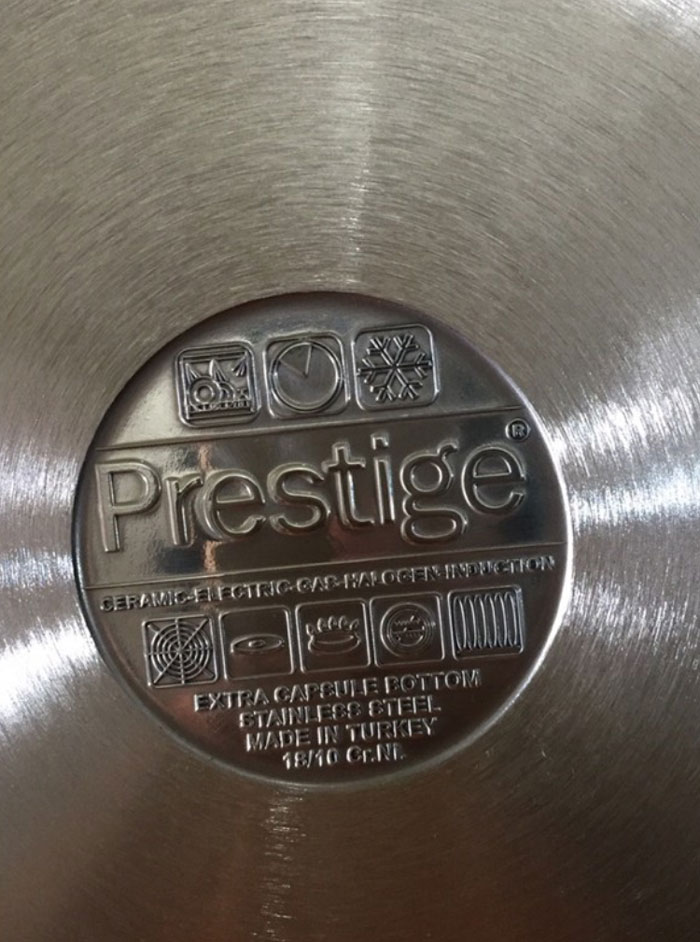 Prestige®
CERAMIC-ELECTRIC-GAS-HALOGEN-INDUCTION
EXTRA CAPSULE BOTTOM
STAINLESS STEEL
MADE IN TURKEY
18/10 Cr.Ni.